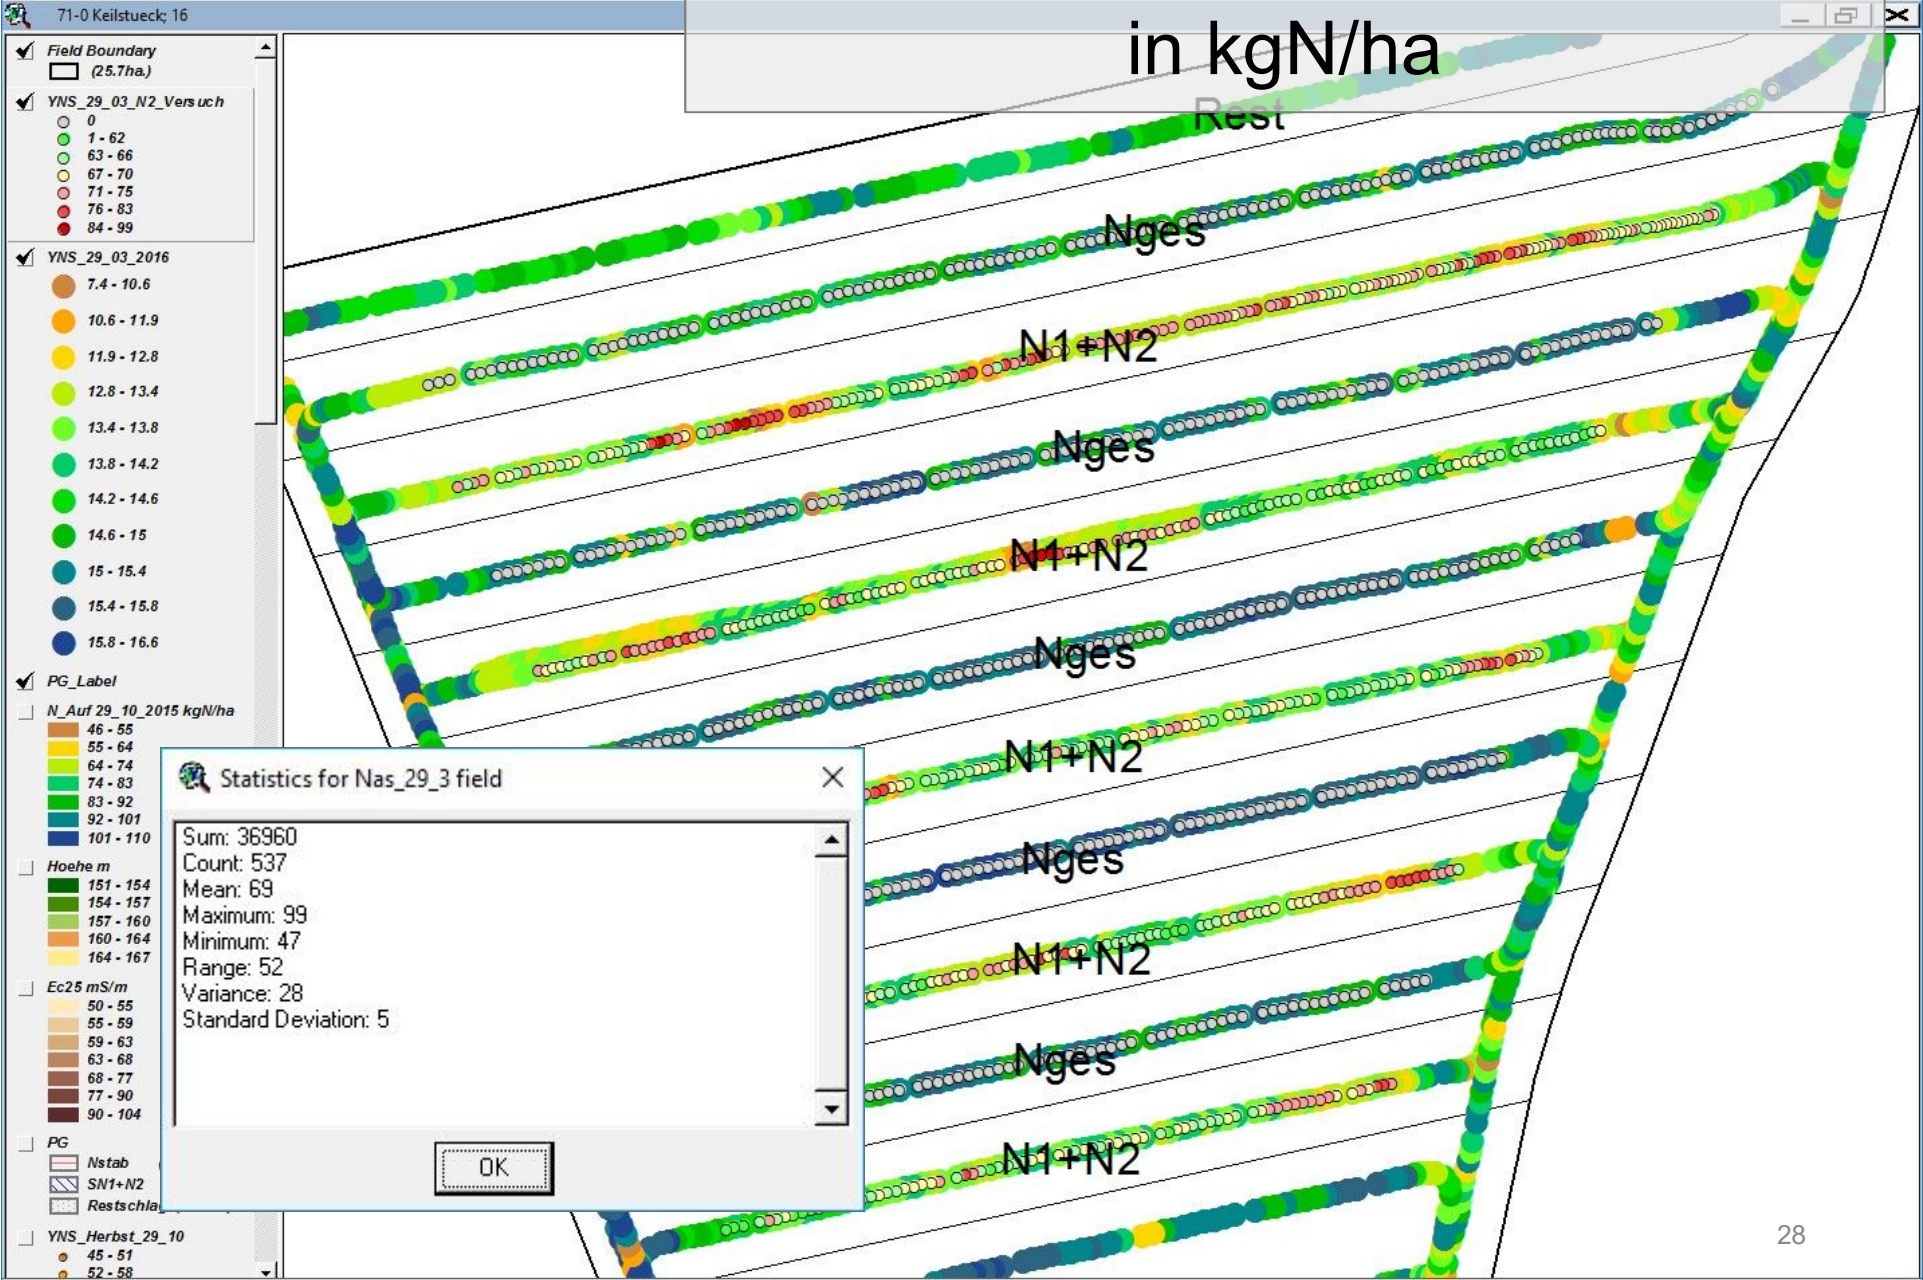 71-0 Keilstueck; 16
in kgN/ha
Field Boundary
(25.7ha.)
YNS_29_03_N2_Versuch
0
1 - 62
63 - 66
67 - 70
71 - 75
76 - 83
84 - 99
YNS_29_03_2016
7.4 - 10.6
10.6 - 11.9
11.9 - 12.8
12.8 - 13.4
13.4 - 13.8
13.8 - 14.2
14.2 - 14.6
14.6 - 15
15 - 15.4
15.4 - 15.8
15.8 - 16.6
PG_Label
N_Auf 29_10_2015 kgN/ha
46 - 55
55 - 64
64 - 74
74 - 83
83 - 92
92 - 101
101 - 110
Hoehe m
151 - 154
154 - 157
157 - 160
160 - 164
164 - 167
Ec25 mS/m
50 - 55
55 - 59
59 - 63
63 - 68
68 - 77
77 - 90
90 - 104
PG
Nstab
SN1+N2
Restschla
YNS_Herbst_29_10
45 - 51
52 - 58
Rest
Nges
N1+N2
Nges
N1+N2
Nges
N1+N2
Nges
N1+N2
Nges
N1+N2
Statistics for Nas_29_3 field
Sum: 36960
Count: 537
Mean: 69
Maximum: 99
Minimum: 47
Range: 52
Variance: 28
Standard Deviation: 5
OK
28